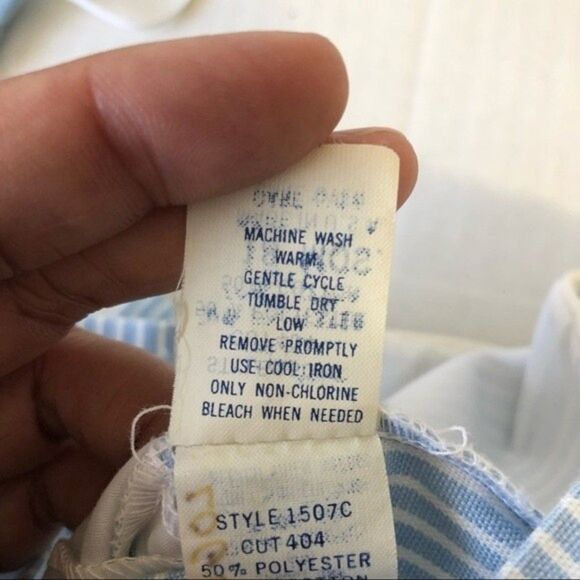 MACHINE WASH
WARM
GENTLE CYCLE
TUMBLE DRY
LOW
REMOVE PROMPTLY
USE COOL IRON
ONLY NON-CHLORINE
BLEACH WHEN NEEDED
STYLE 1507C
CUT 404
50% POLYESTER